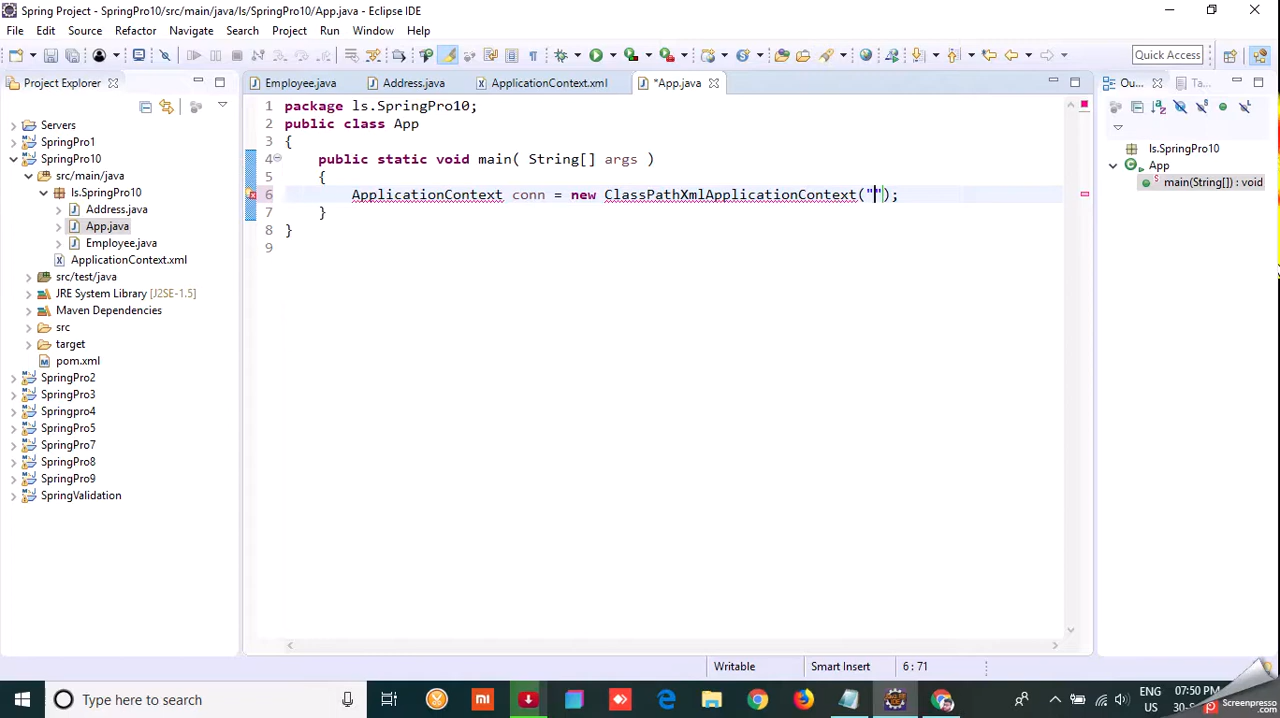 Spring Project - SpringPro10/src/main/java/ls/SpringPro10/App.java - Eclipse IDE
File Edit Source Refactor Navigate Search Project Run Window Help
Quick Access
Project Explorer
Employee.java Address.java ApplicationContext.xml *App.java
Ou... Ta...
Servers
SpringPro1
SpringPro10
src/main/java
ls.SpringPro10
Address.java
App.java
Employee.java
ApplicationContext.xml
src/test/java
JRE System Library [J2SE-1.5]
Maven Dependencies
src
target
pom.xml
SpringPro2
SpringPro3
Springpro4
SpringPro5
SpringPro7
SpringPro8
SpringPro9
SpringValidation
1 package ls.SpringPro10;
2 public class App
3 {
4 public static void main( String[] args )
5 {
6 ApplicationContext conn = new ClassPathXmlApplicationContext("");
7 }
8 }
9
ls.SpringPro10
App
main(String[]) : void
Writable Smart Insert 6 : 71
Type here to search
ENG
US
07:50 PM
Screenpresso
.com